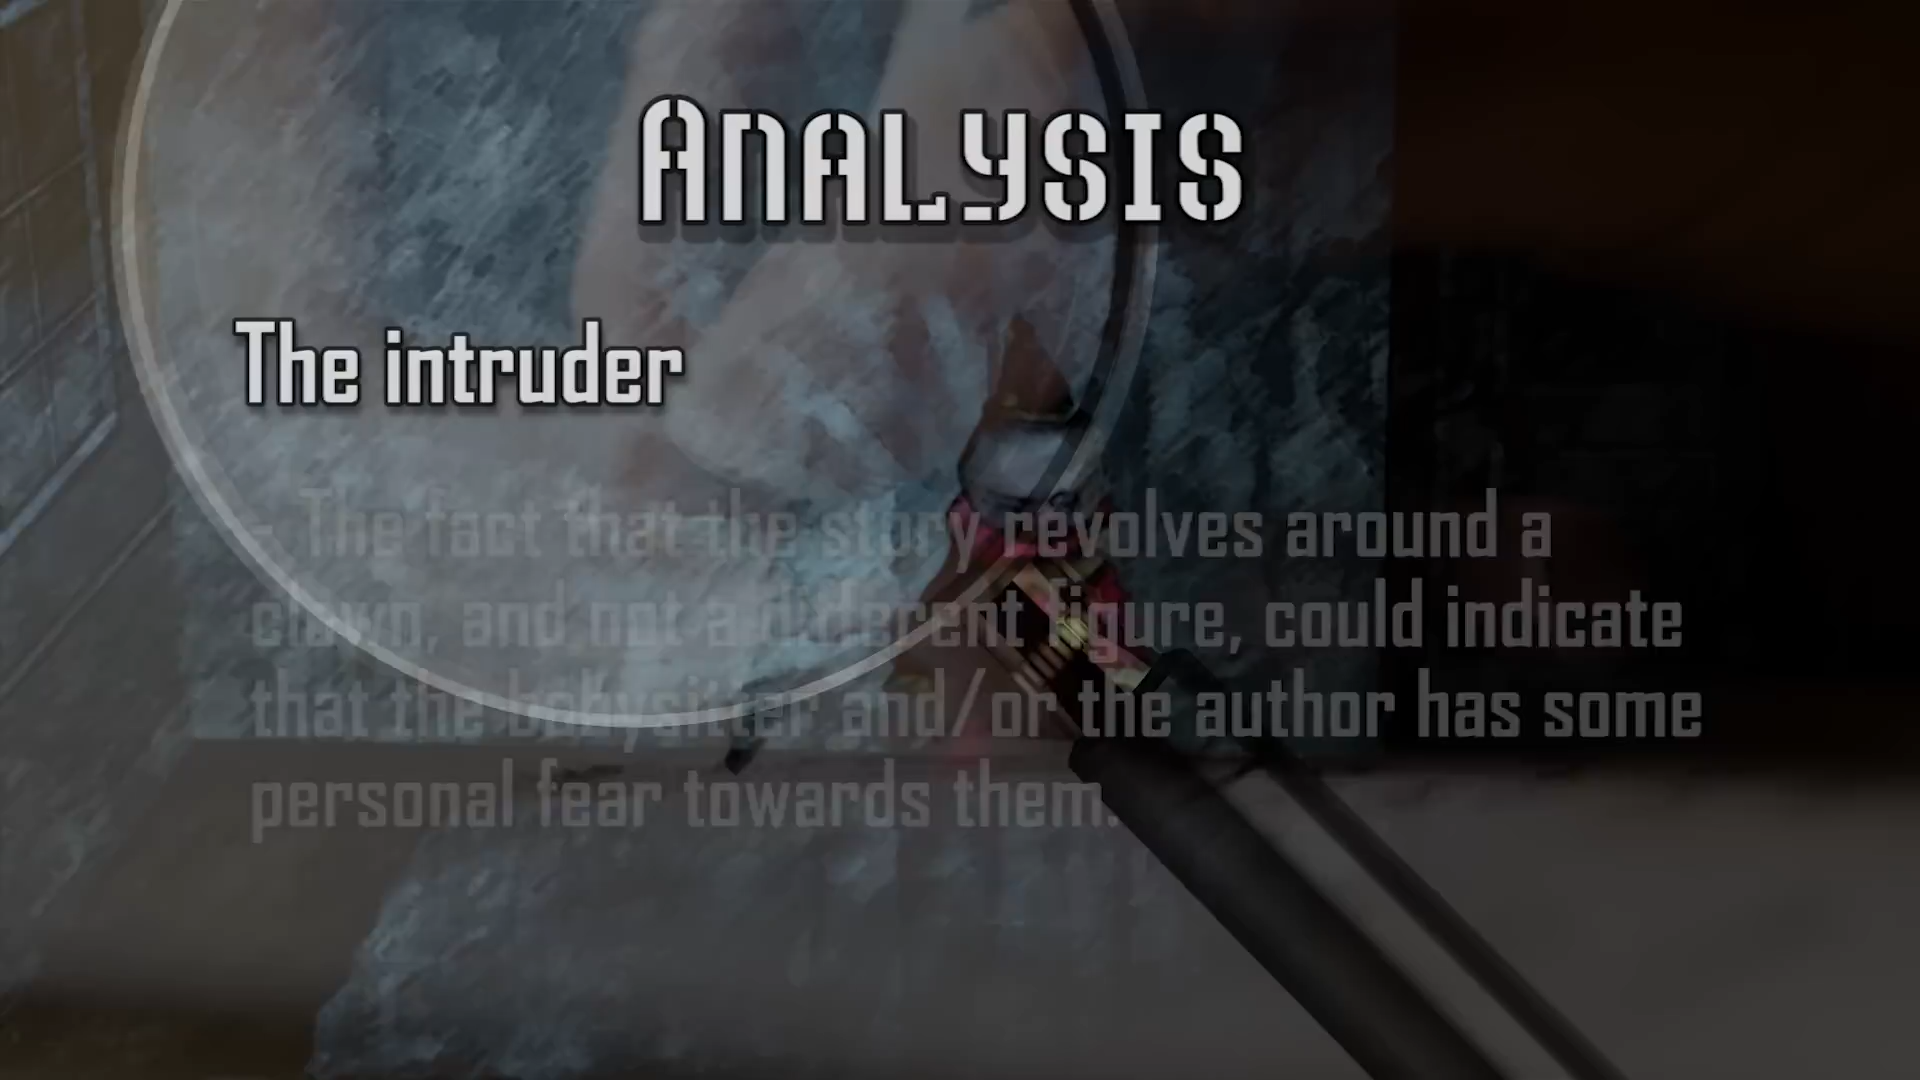 Analysis
The intruder
- The fact that the story revolves around a
clown, and not a different figure, could indicate
that the babysitter and/or the author has some
personal fear towards them.